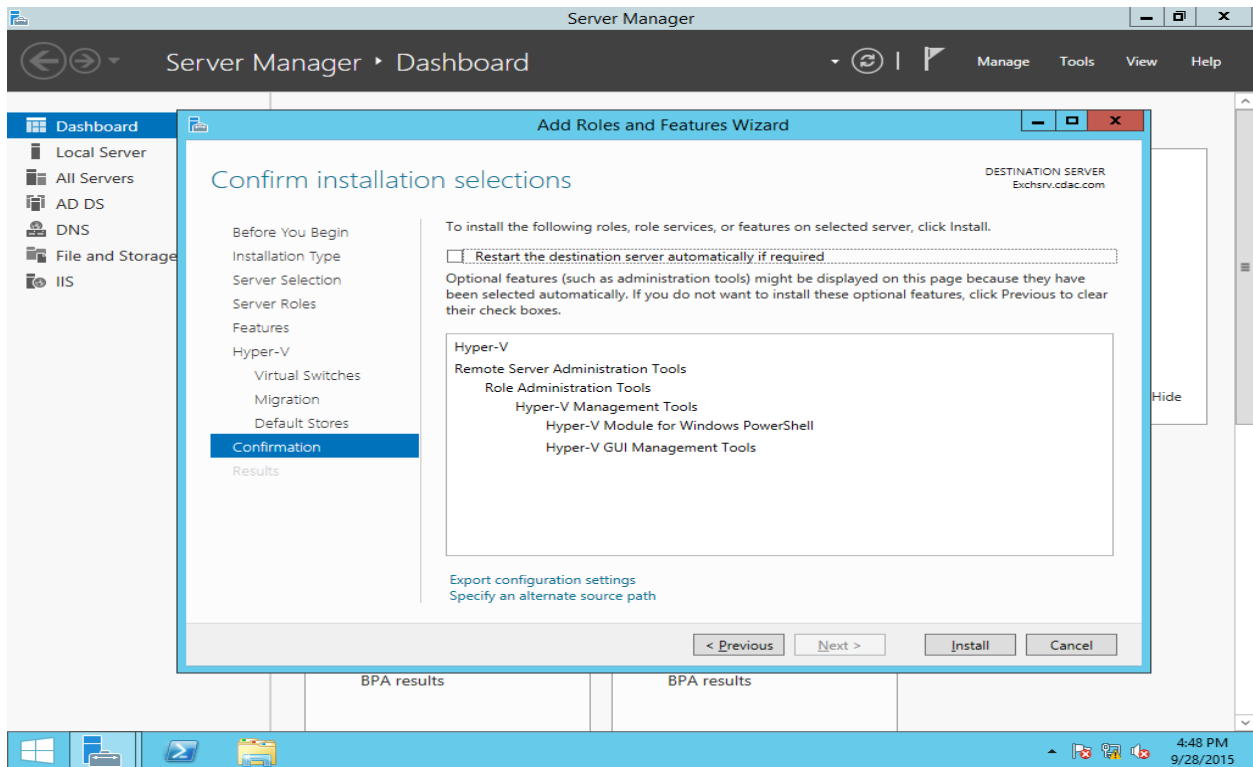 Server Manager
Server Manager • Dashboard
Manage Tools View Help
Dashboard
Local Server
All Servers
AD DS
DNS
File and Storage
IIS
Add Roles and Features Wizard
Confirm installation selections
DESTINATION SERVER
Exchsrv.cdac.com
Before You Begin
Installation Type
Server Selection
Server Roles
Features
Hyper-V
Virtual Switches
Migration
Default Stores
Confirmation
Results
To install the following roles, role services, or features on selected server, click Install.
Restart the destination server automatically if required
Optional features (such as administration tools) might be displayed on this page because they have
been selected automatically. If you do not want to install these optional features, click Previous to clear
their check boxes.
Hyper-V
Remote Server Administration Tools
Role Administration Tools
Hyper-V Management Tools
Hyper-V Module for Windows PowerShell
Hyper-V GUI Management Tools
Export configuration settings
Specify an alternate source path
< Previous Next > Install Cancel
Hide
BPA results BPA results
4:48 PM
9/28/2015